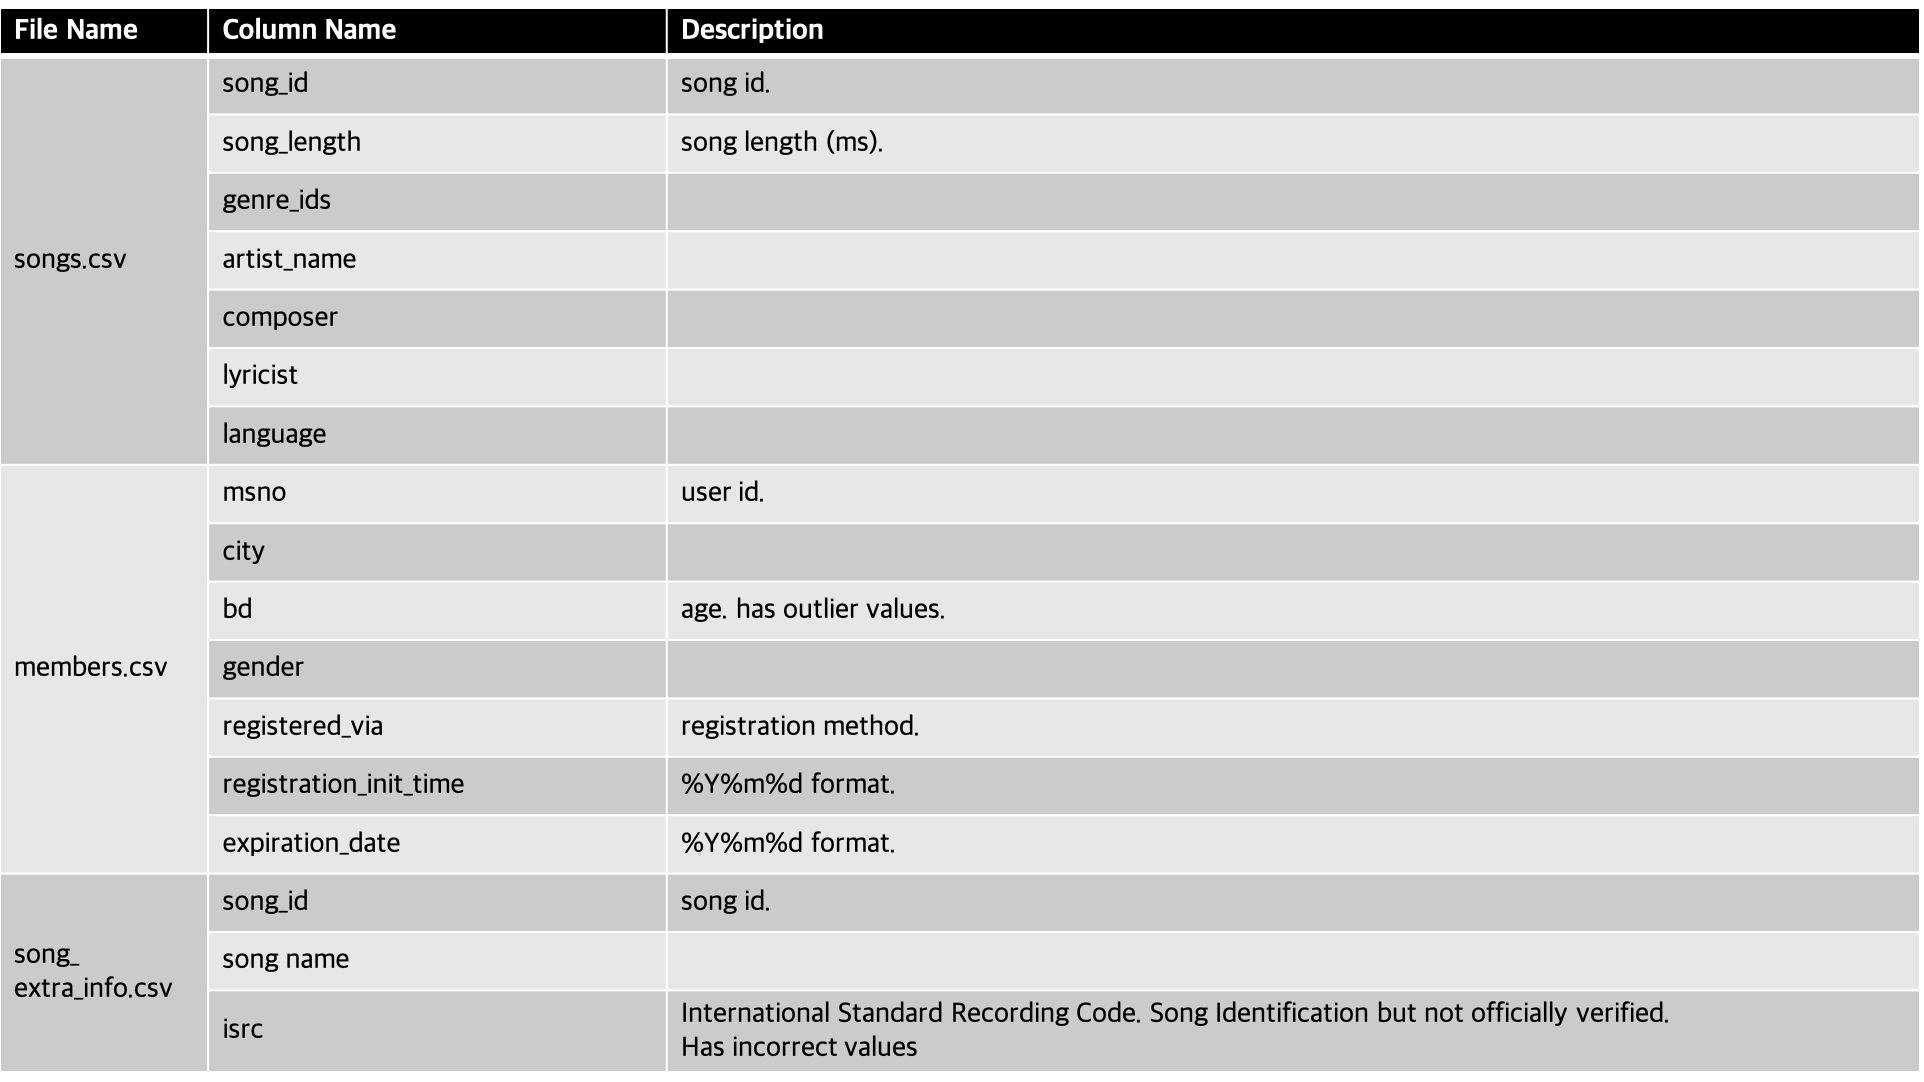 File Name Column Name Description
songs.csv
song_id song id.
song_length song length (ms).
genre_ids
artist_name
composer
lyricist
language
members.csv
msno user id.
city
bd age. has outlier values.
gender
registered_via registration method.
registration_init_time %Y%m%d format.
expiration_date %Y%m%d format.
song_
extra_info.csv
song_id song id.
song name
isrc International Standard Recording Code. Song Identification but not officially verified.
Has incorrect values